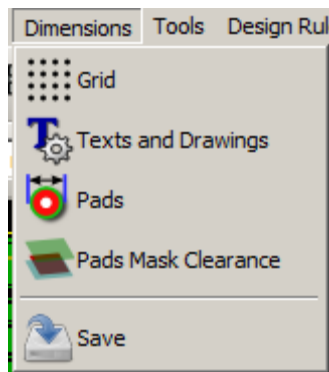 Dimensions Tools Design Rul
Grid
Texts and Drawings
Pads
Pads Mask Clearance
Save